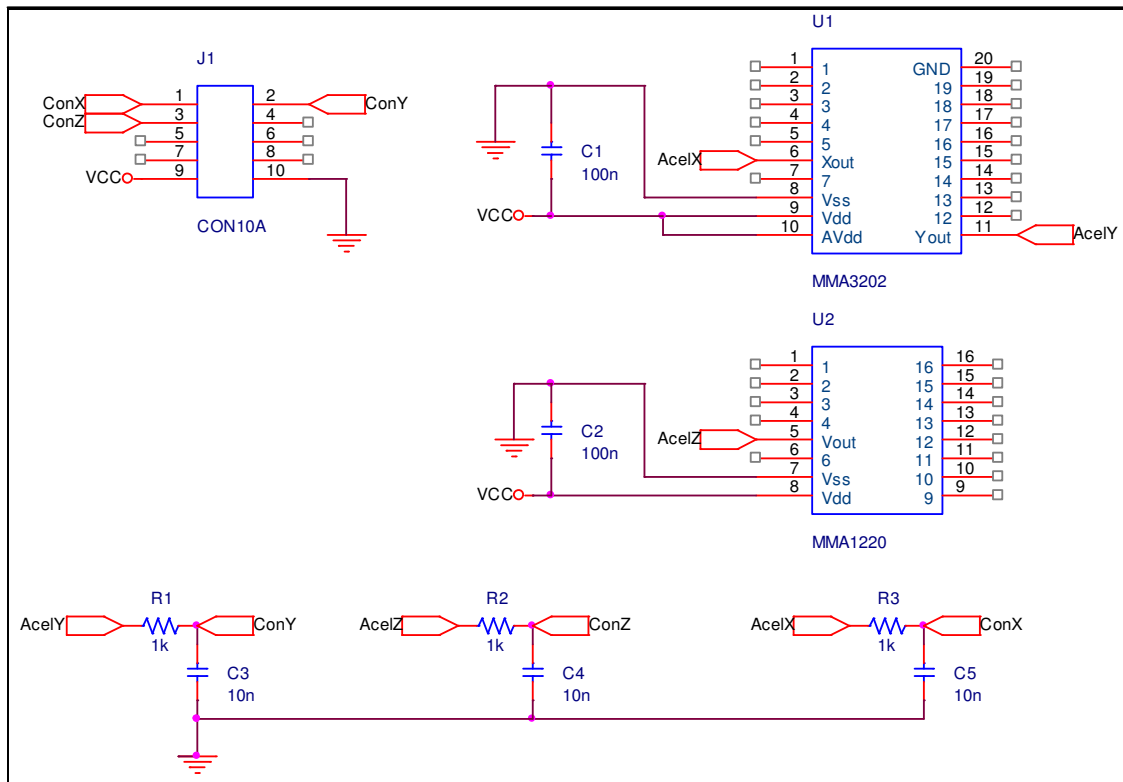 J1
ConX 1 2 ConY
ConZ 3 4
5 6
7 8
VCC 9 10
CON10A
U1
1 1 GND 20
2 2 19 19
3 3 18 18
4 4 17 17
5 5 16 16
AcelX 6 Xout 15 15
7 7 14 14
8 Vss 13 13
VCC 9 Vdd 12 12
10 AVdd Yout 11 AcelY
C1
100n
MMA3202
U2
1 1 16 16
2 2 15 15
3 3 14 14
4 4 13 13
AcelZ 5 Vout 12 12
6 6 11 11
7 Vss 10 10
VCC 8 Vdd 9 9
C2
100n
MMA1220
AcelY R1 ConY
1k
C3
10n
AcelZ R2 ConZ
1k
C4
10n
AcelX R3 ConX
1k
C5
10n